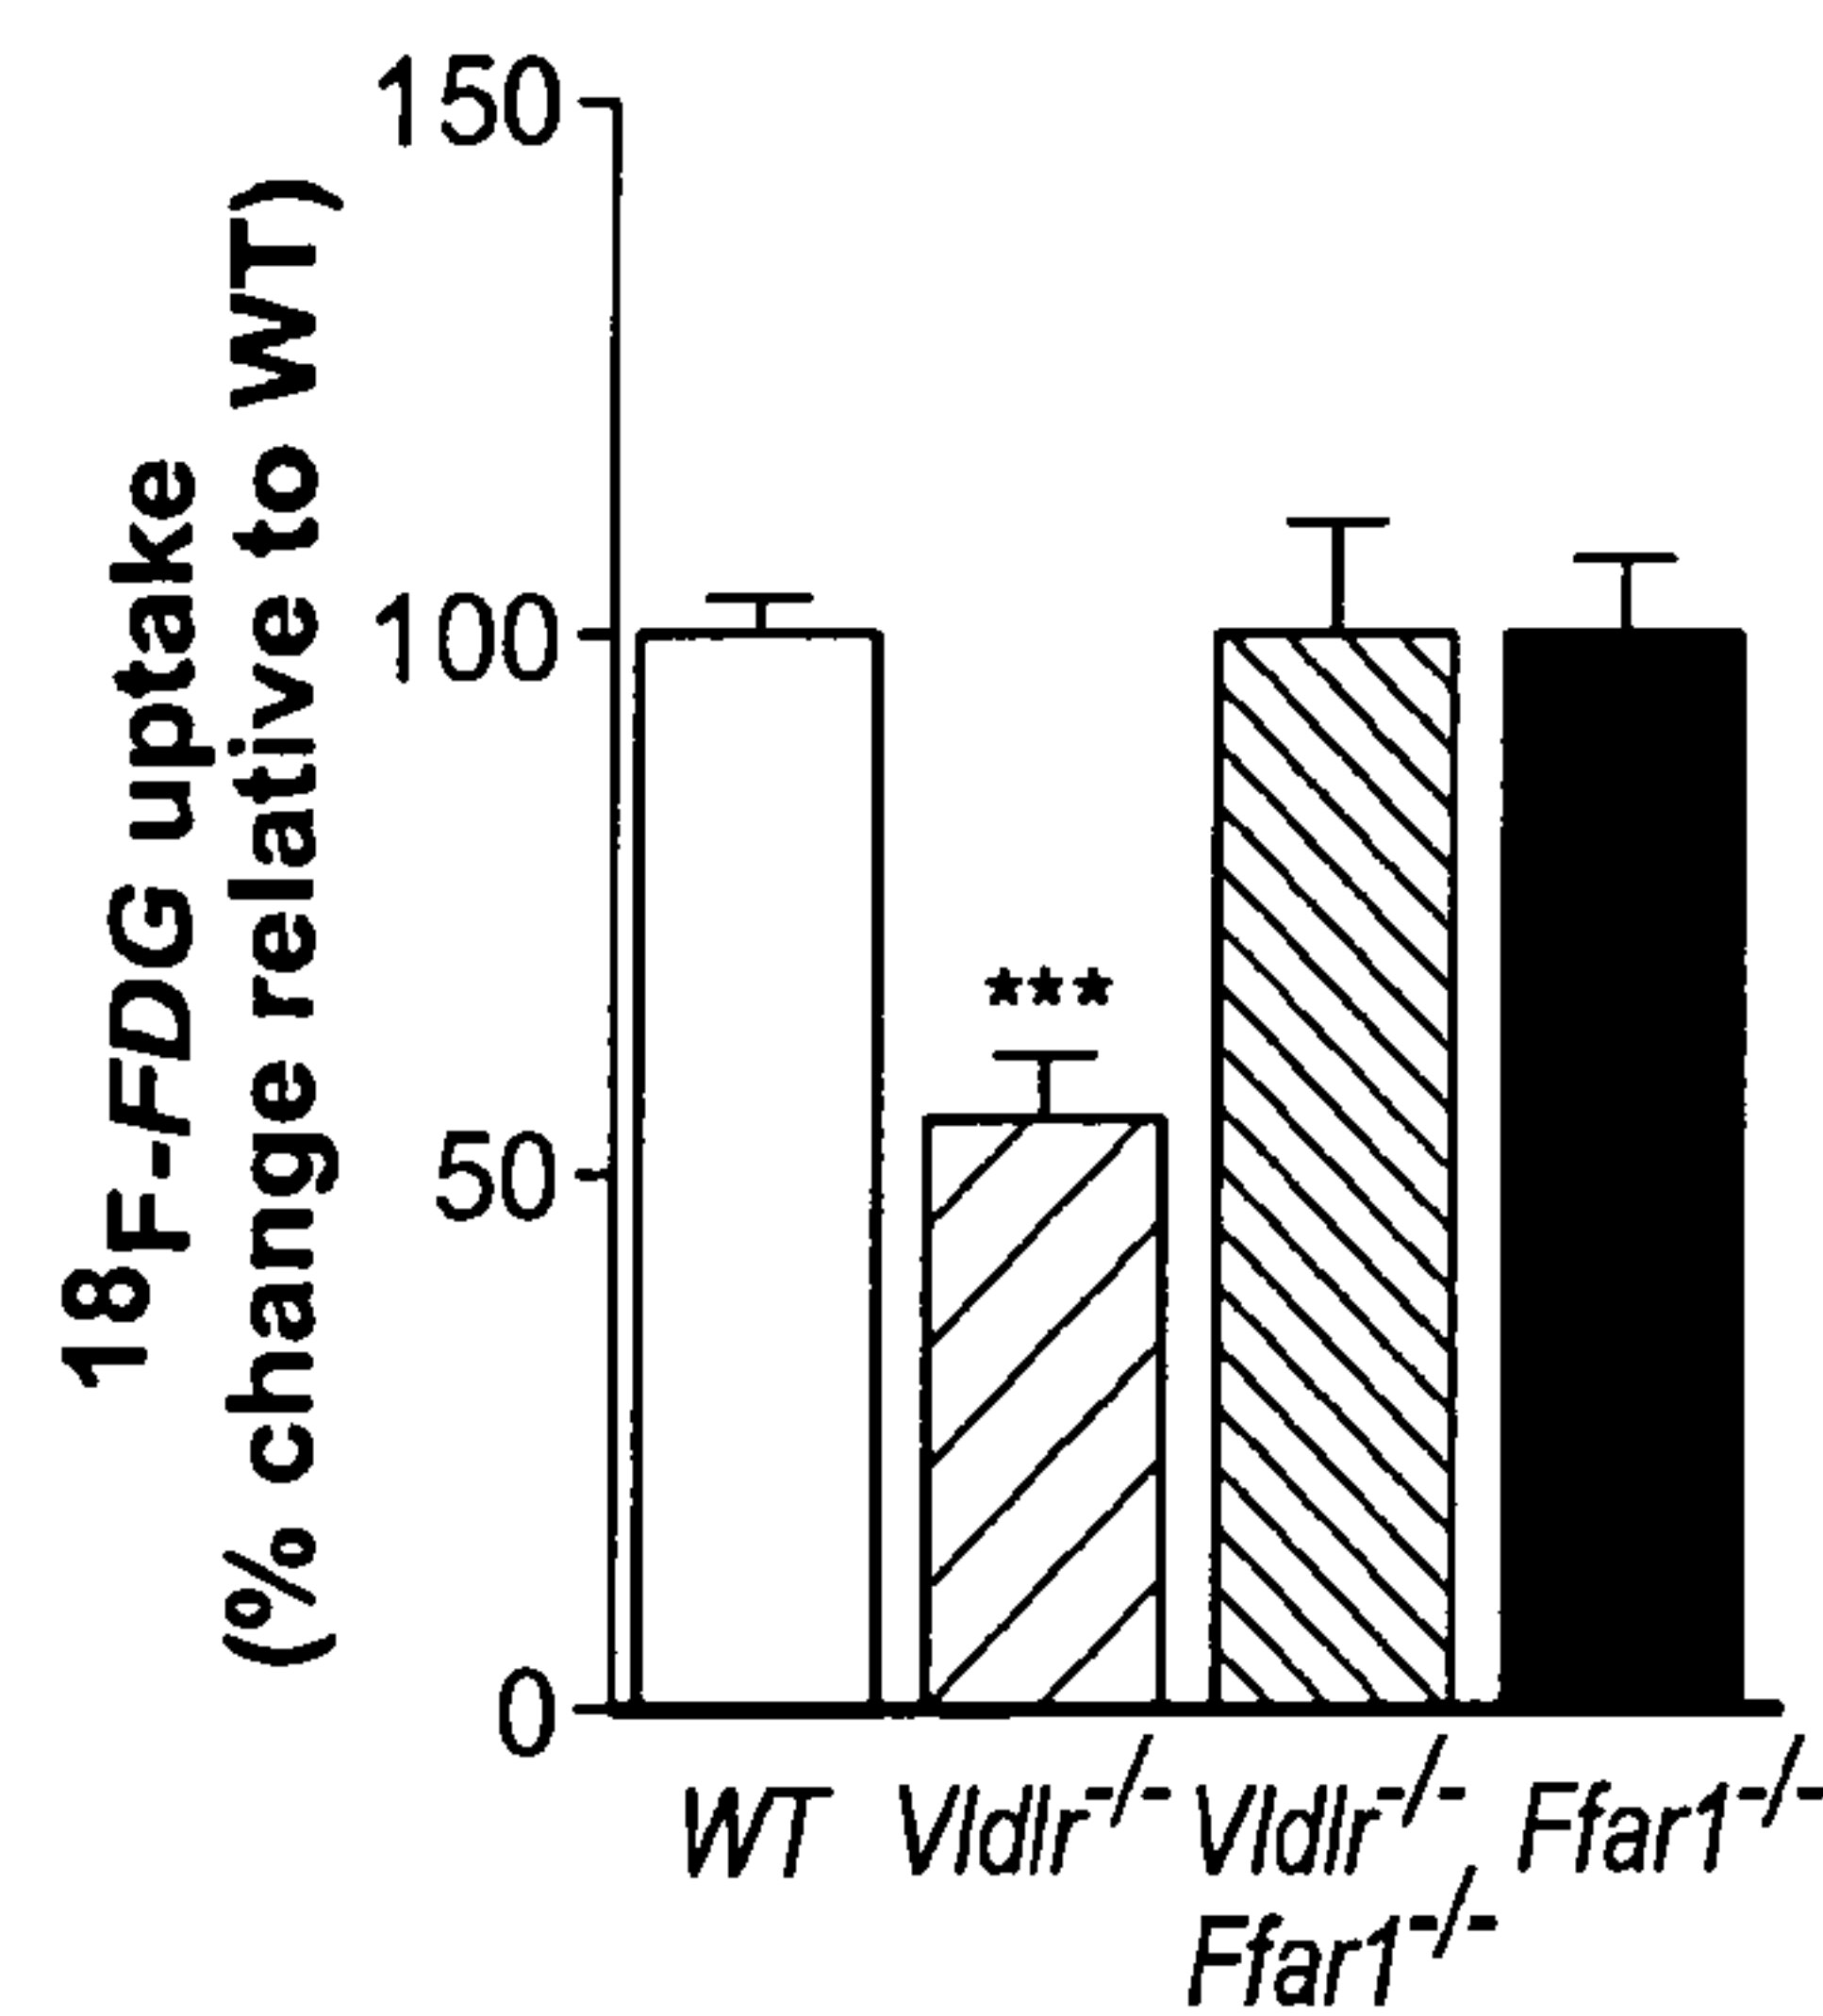 ¹⁸F-FDG uptake
(% change relative to WT)
150
100
50
0
***
WT Vldlr⁻/⁻ Vldlr⁻/⁻ Ffar1⁻/⁻
Ffar1⁻/⁻